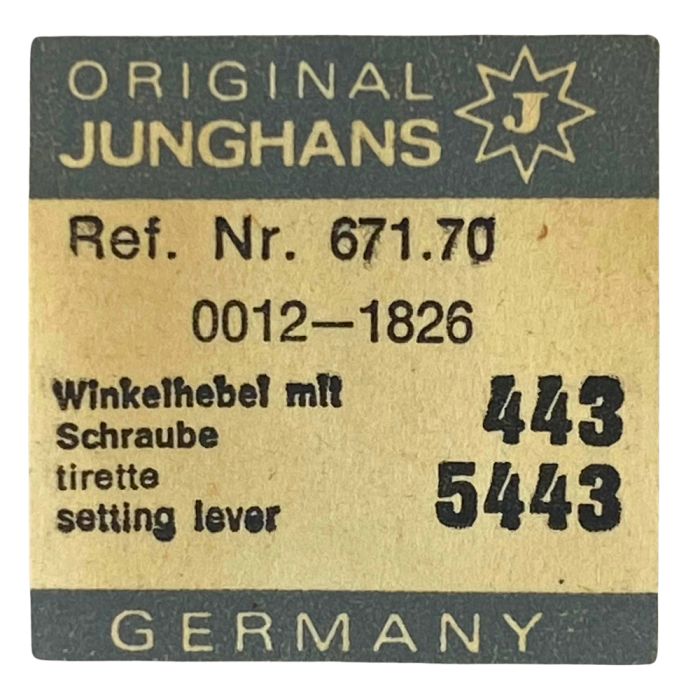 ORIGINAL
JUNGHANS
J
Ref. Nr. 671.70
0012-1826
Winkelhebel mit 443
Schraube
tirette 5443
setting lever
GERMANY